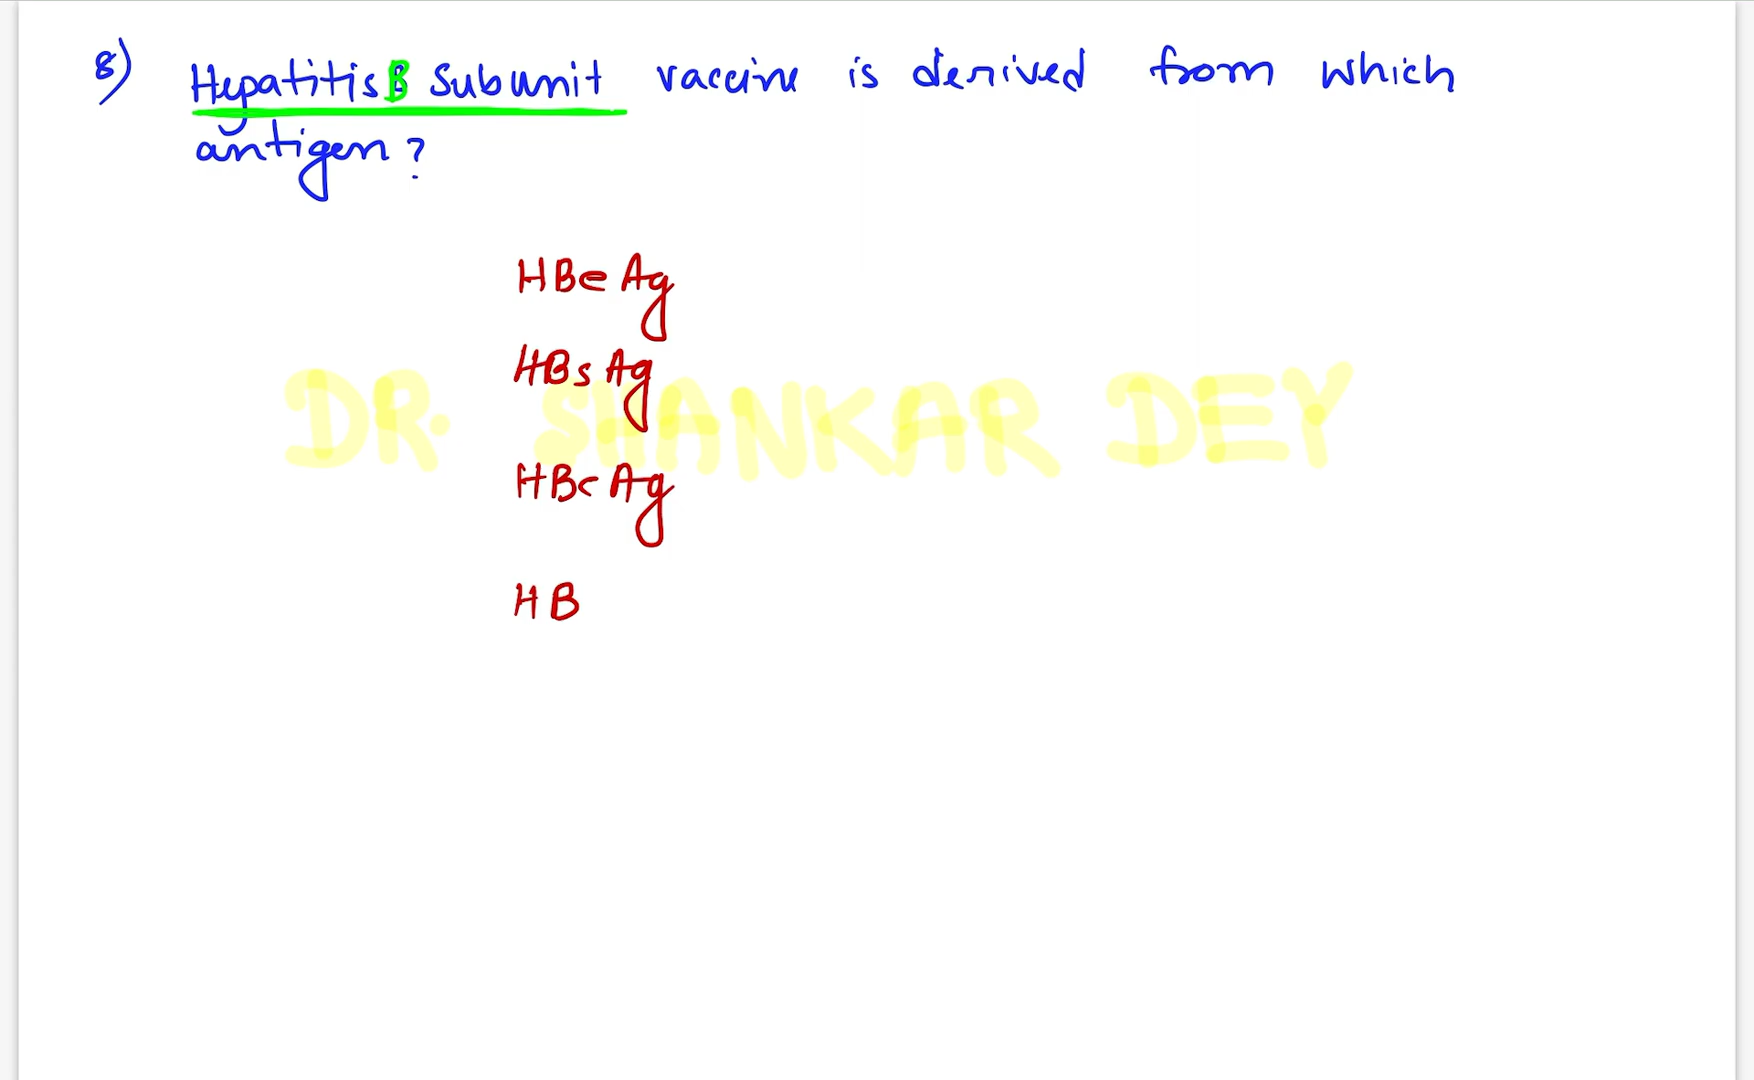 8) Hepatitis B Subunit vaccine is derived from which
antigen?
HBe Ag
HBs Ag
DR. SHANKAR DEY
HBc Ag
HB